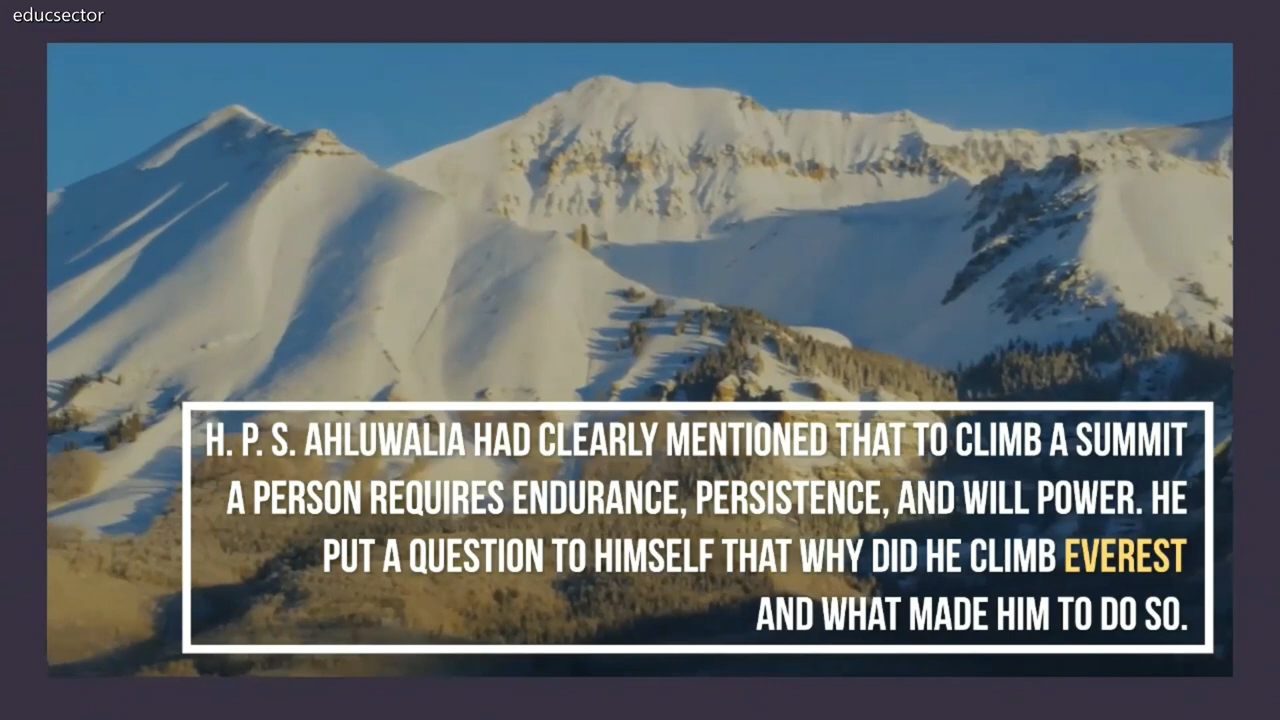 educsector
H. P. S. AHLUWALIA HAD CLEARLY MENTIONED THAT TO CLIMB A SUMMIT
A PERSON REQUIRES ENDURANCE, PERSISTENCE, AND WILL POWER. HE
PUT A QUESTION TO HIMSELF THAT WHY DID HE CLIMB EVEREST
AND WHAT MADE HIM TO DO SO.